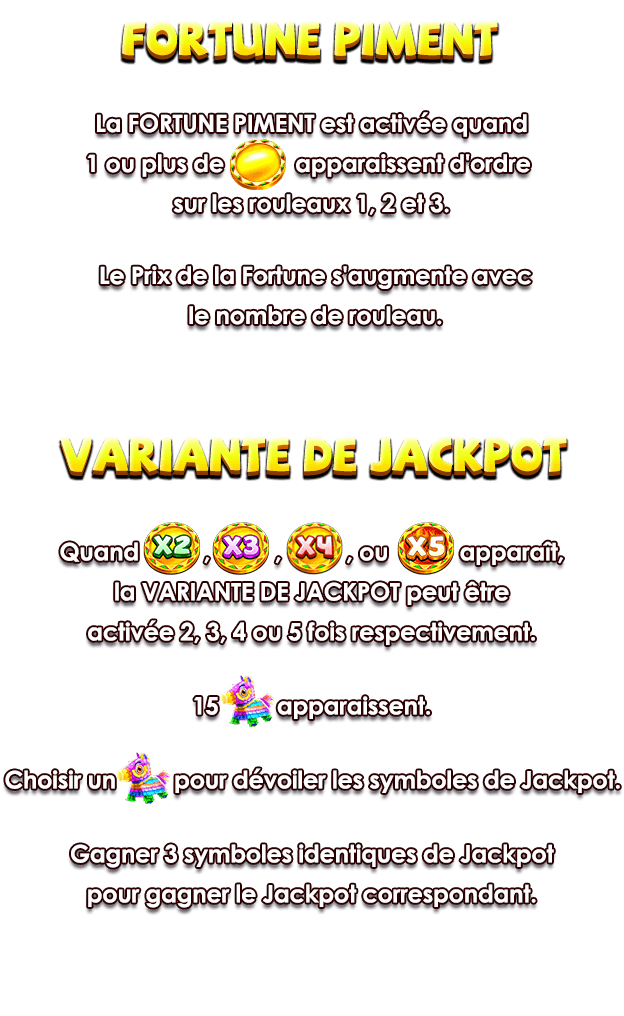 FORTUNE PIMENT
La FORTUNE PIMENT est activée quand
1 ou plus de apparaissent d'ordre
sur les rouleaux 1, 2 et 3.
Le Prix de la Fortune s'augmente avec
le nombre de rouleau.
VARIANTE DE JACKPOT
Quand X2, X3, X4, ou X5 apparaît,
la VARIANTE DE JACKPOT peut être
activée 2, 3, 4 ou 5 fois respectivement.
15 apparaissent.
Choisir un pour dévoiler les symboles de Jackpot.
Gagner 3 symboles identiques de Jackpot
pour gagner le Jackpot correspondant.